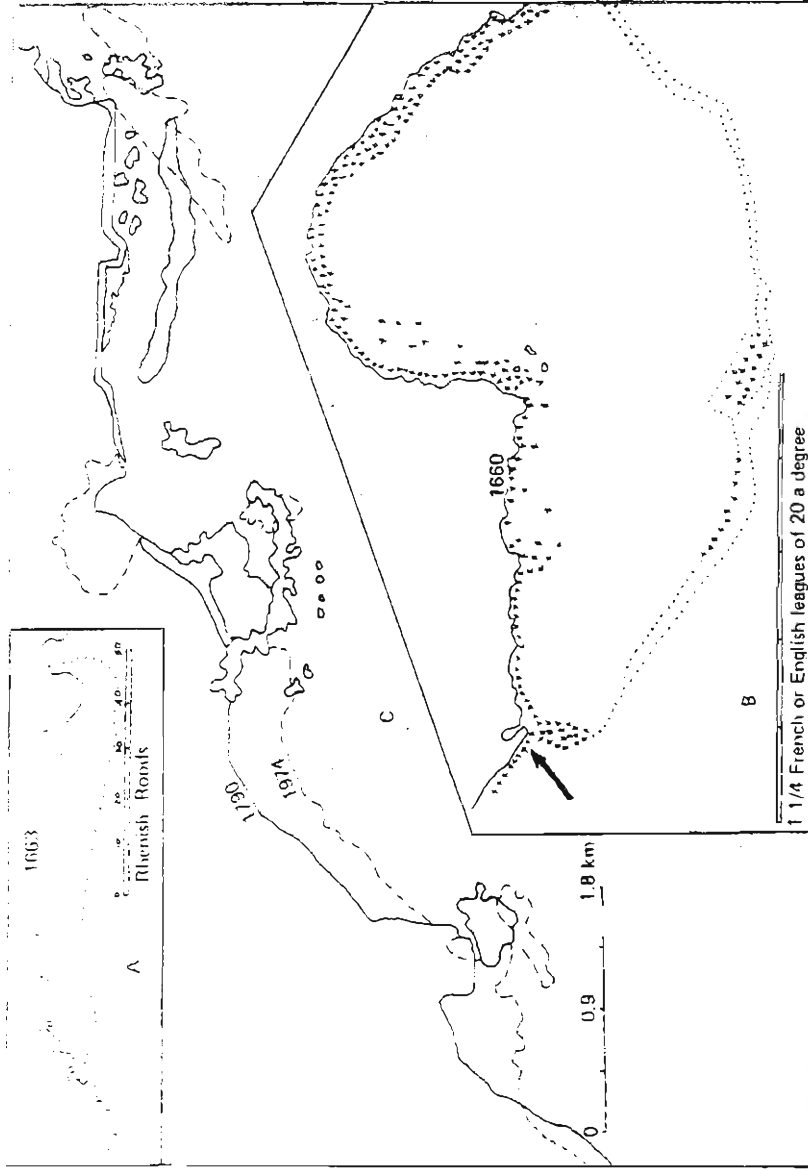 1663
Rhenish Roods
A
1790
1974
C
1660
B
0 0.9 1.8 km
1 1/4 French or English leagues of 20 a degree